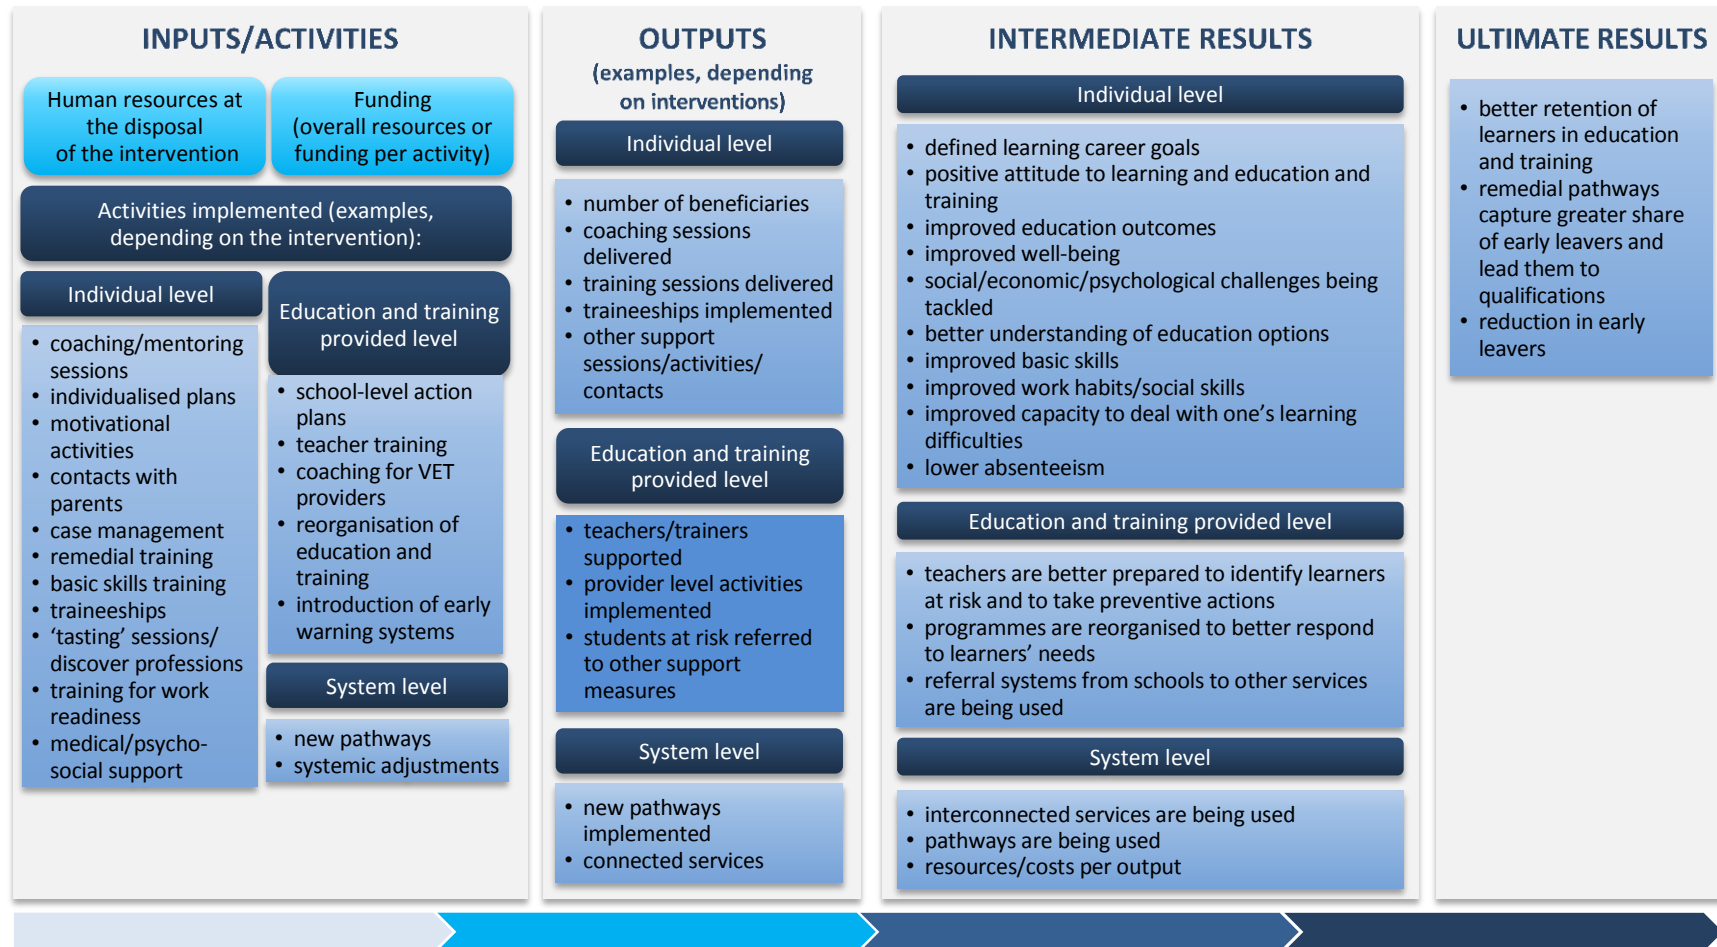 INPUTS/ACTIVITIES
Human resources at
the disposal
of the intervention
Funding
(overall resources or
funding per activity)
Activities implemented (examples,
depending on the intervention):
Individual level
• coaching/mentoring
sessions
• individualised plans
• motivational
activities
• contacts with
parents
• case management
• remedial training
• basic skills training
• traineeships
• ‘tasting’ sessions/
discover professions
• training for work
readiness
• medical/psycho-
social support
Education and training
provided level
• school-level action
plans
• teacher training
• coaching for VET
providers
• reorganisation of
education and
training
• introduction of early
warning systems
System level
• new pathways
• systemic adjustments
OUTPUTS
(examples, depending
on interventions)
Individual level
• number of beneficiaries
• coaching sessions
delivered
• training sessions delivered
• traineeships implemented
• other support
sessions/activities/
contacts
Education and training
provided level
• teachers/trainers
supported
• provider level activities
implemented
• students at risk referred
to other support
measures
System level
• new pathways
implemented
• connected services
INTERMEDIATE RESULTS
Individual level
• defined learning career goals
• positive attitude to learning and education and
training
• improved education outcomes
• improved well-being
• social/economic/psychological challenges being
tackled
• better understanding of education options
• improved basic skills
• improved work habits/social skills
• improved capacity to deal with one’s learning
difficulties
• lower absenteeism
Education and training provided level
• teachers are better prepared to identify learners
at risk and to take preventive actions
• programmes are reorganised to better respond
to learners’ needs
• referral systems from schools to other services
are being used
System level
• interconnected services are being used
• pathways are being used
• resources/costs per output
ULTIMATE RESULTS
• better retention of
learners in education
and training
• remedial pathways
capture greater share
of early leavers and
lead them to
qualifications
• reduction in early
leavers